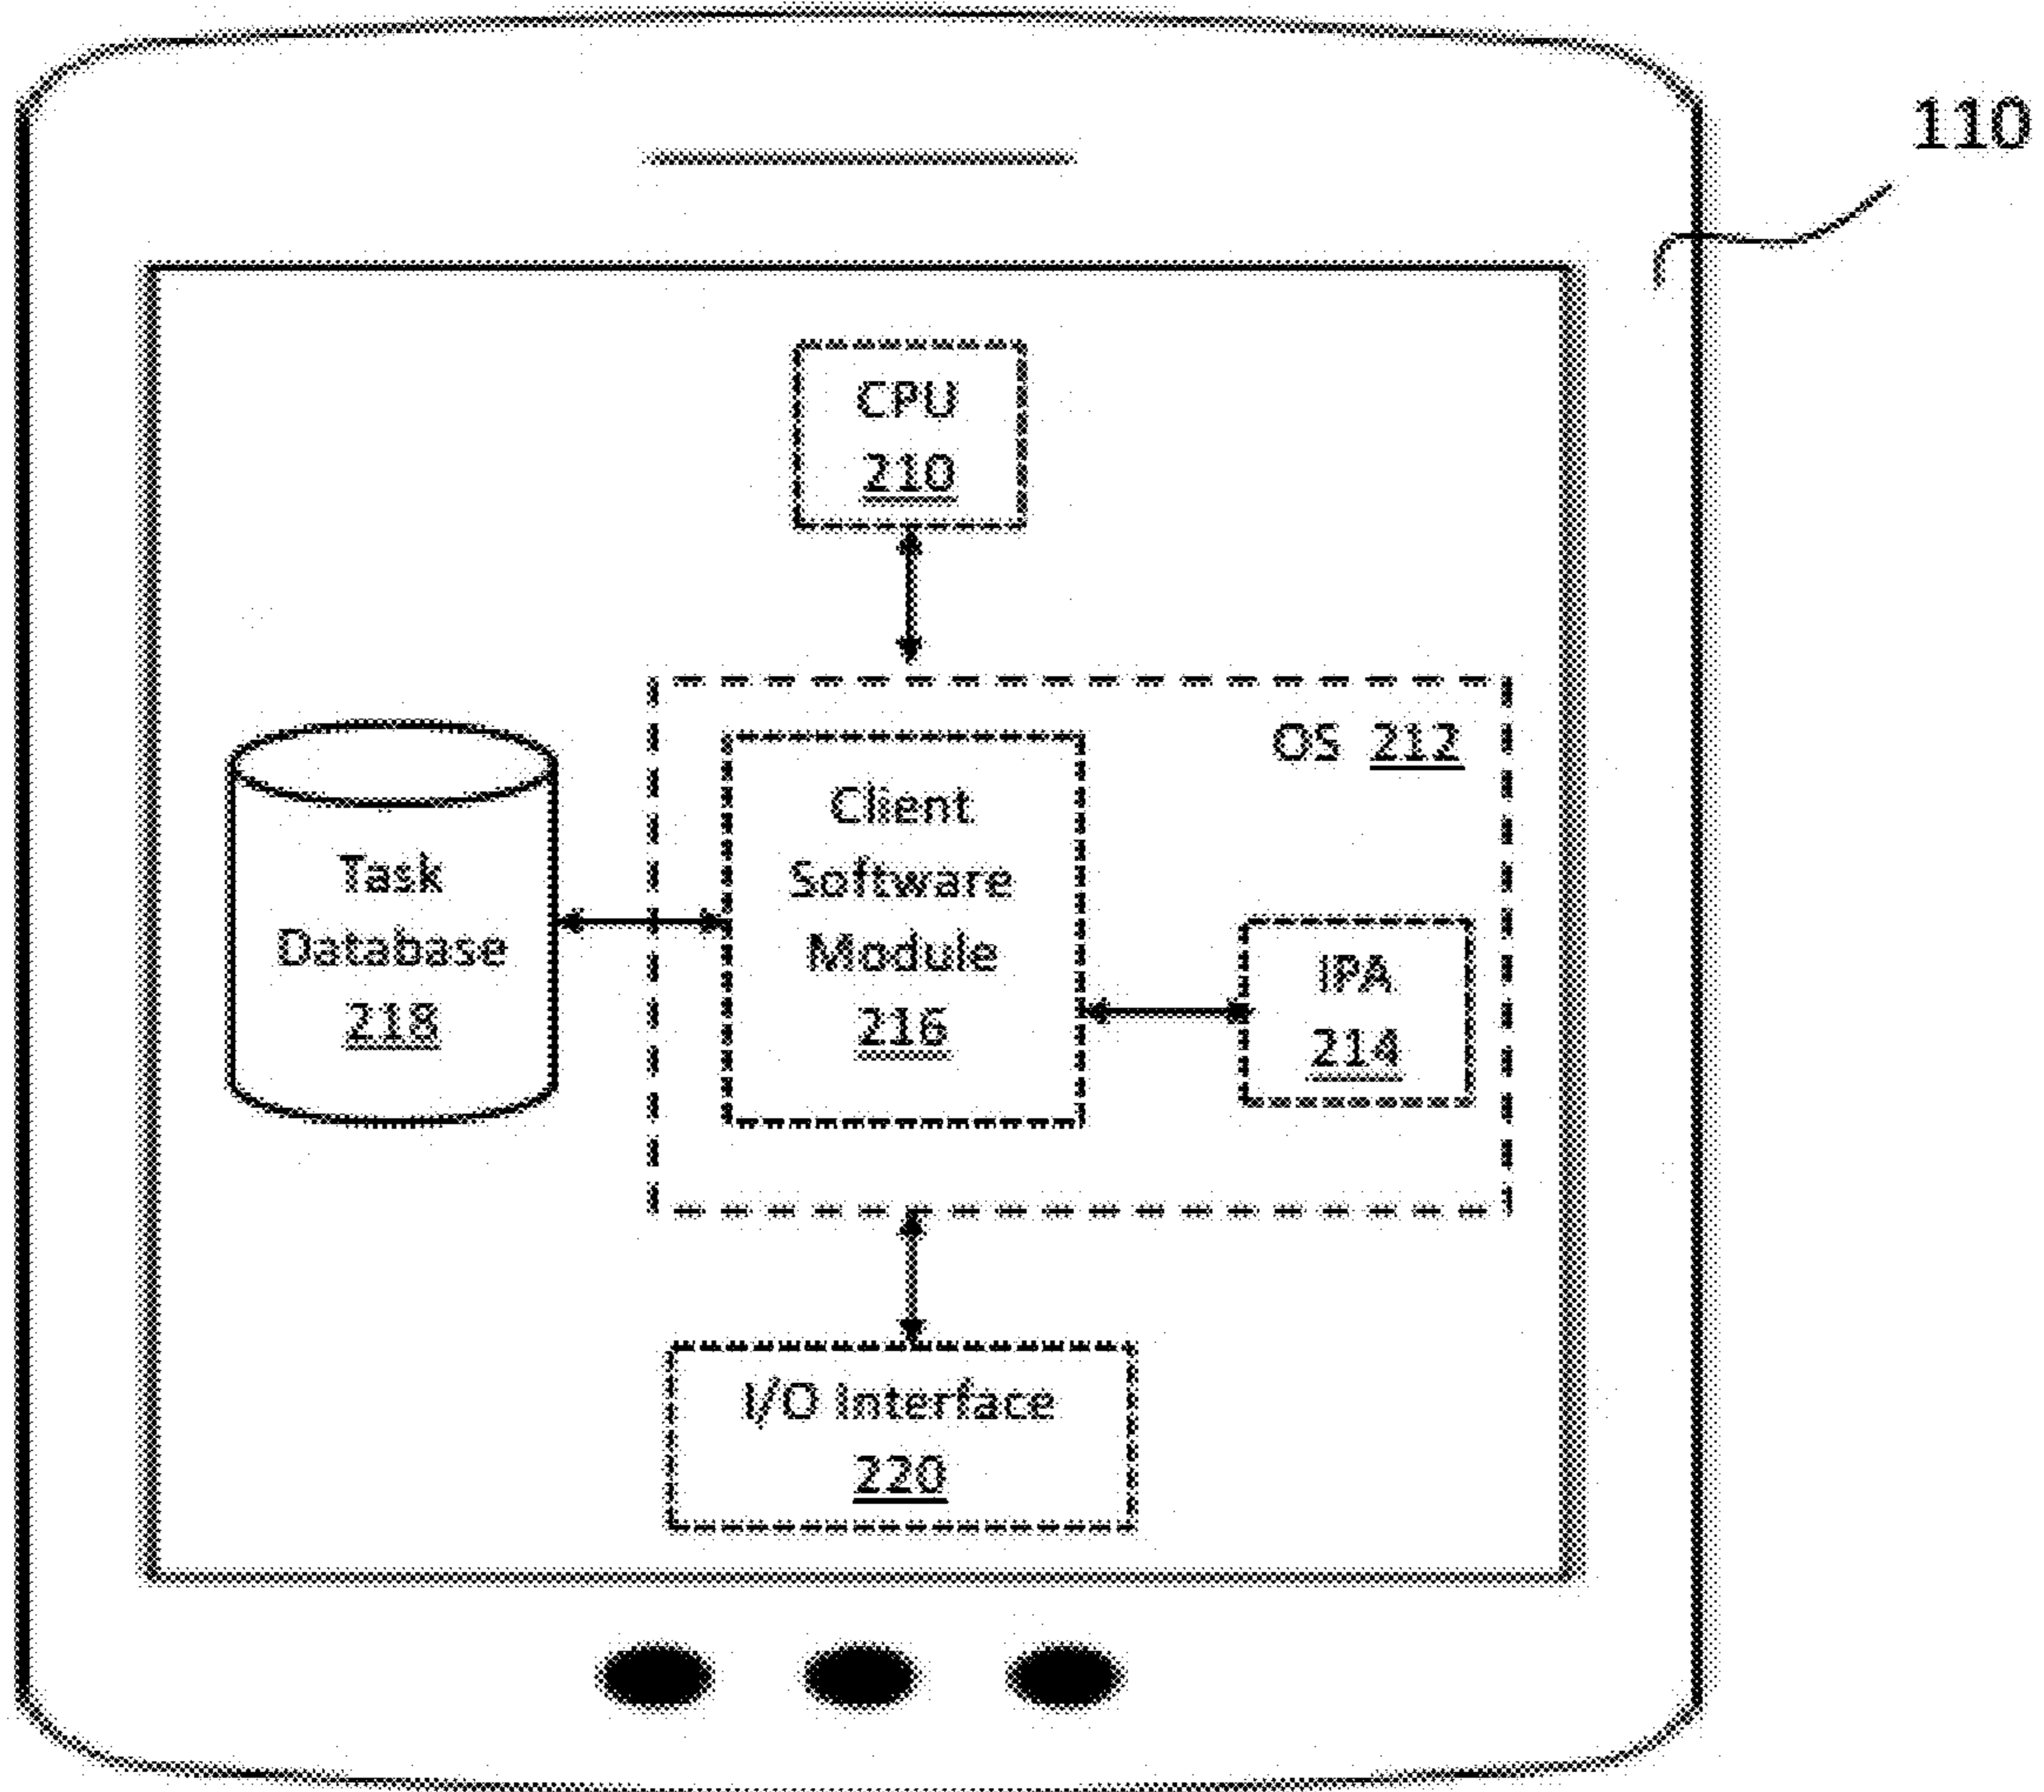 110
CPU
210
OS 212
Client
Software
Module
216
Task
Database
218
IPA
214
I/O Interface
220